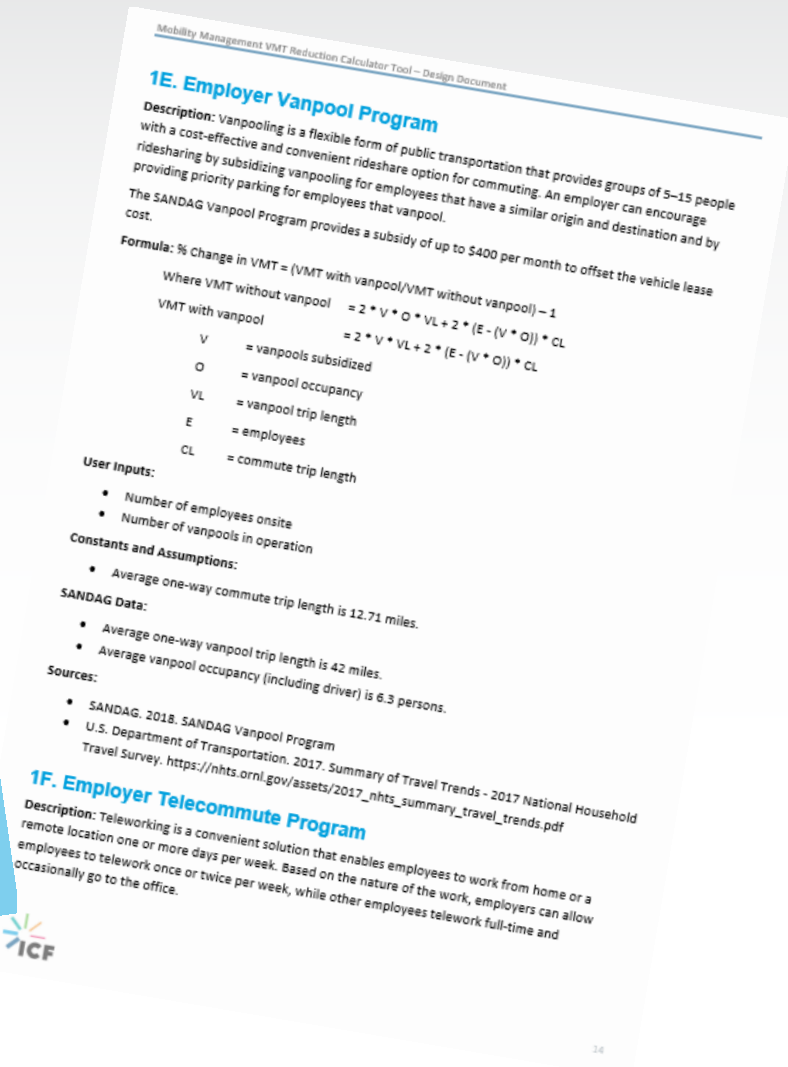 Mobility Management VMT Reduction Calculator Tool – Design Document
1E. Employer Vanpool Program
Description: Vanpooling is a flexible form of public transportation that provides groups of 5–15 people
with a cost-effective and convenient rideshare option for commuting. An employer can encourage
ridesharing by subsidizing vanpooling for employees that have a similar origin and destination and by
providing priority parking for employees that vanpool.
The SANDAG Vanpool Program provides a subsidy of up to $400 per month to offset the vehicle lease
cost.
Formula: % Change in VMT = (VMT with vanpool/VMT without vanpool) – 1
Where VMT without vanpool = 2 * V * O * VL + 2 * (E - (V * O)) * CL
VMT with vanpool = 2 * V * VL + 2 * (E - (V * O)) * CL
V = vanpools subsidized
O = vanpool occupancy
VL = vanpool trip length
E = employees
CL = commute trip length
User Inputs:
• Number of employees onsite
• Number of vanpools in operation
Constants and Assumptions:
• Average one-way commute trip length is 12.71 miles.
SANDAG Data:
• Average one-way vanpool trip length is 42 miles.
• Average vanpool occupancy (including driver) is 6.3 persons.
Sources:
• SANDAG. 2018. SANDAG Vanpool Program
• U.S. Department of Transportation. 2017. Summary of Travel Trends - 2017 National Household
Travel Survey. https://nhts.ornl.gov/assets/2017_nhts_summary_travel_trends.pdf
1F. Employer Telecommute Program
Description: Teleworking is a convenient solution that enables employees to work from home or a
remote location one or more days per week. Based on the nature of the work, employers can allow
employees to telework once or twice per week, while other employees telework full-time and
occasionally go to the office.
ICF
14